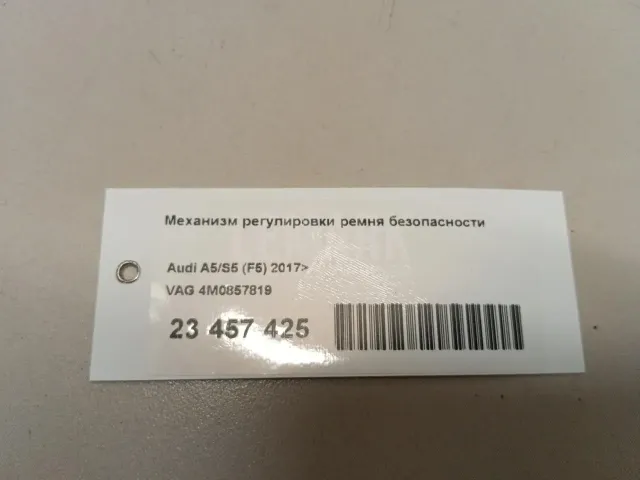 Механизм регулировки ремня безопасности
Audi A5/S5 (F5) 2017>
VAG 4M0857819
23 457 425